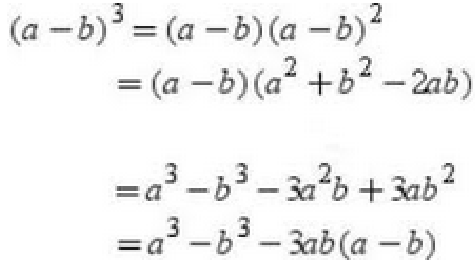 (a − b)³ = (a − b)(a − b)²
= (a − b)(a² + b² − 2ab)
= a³ − b³ − 3a²b + 3ab²
= a³ − b³ − 3ab(a − b)